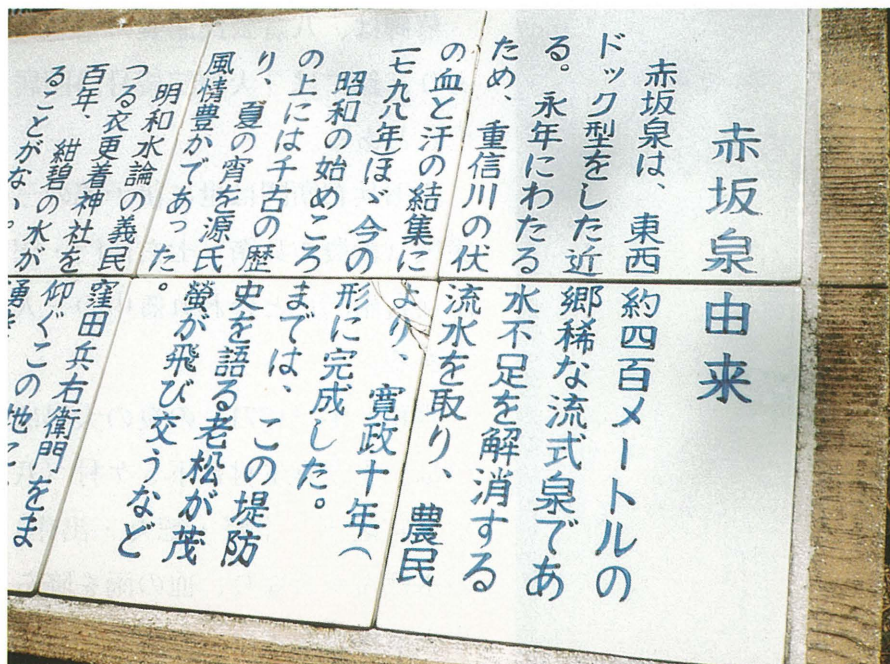 赤坂泉由来
赤坂泉は、東西約四百メートルの
ドック型をした近郷稀な流式泉であ
る。永年にわたる水不足を解消する
ため、重信川の伏流水を取り、農民
の血と汗の結集により、寛政十年(
一七九八年)ほゞ今の形に完成した。
昭和の始めころまでは、この堤防
の上には千古の歴史を語る老松が茂
り、夏の宵を源氏螢が飛び交うなど
風情豊かであった。
明和水論の義民窪田兵右衛門をま
つる衣更着神社を仰ぐこの地に
百年、紺碧の水が湧き
ることがない。